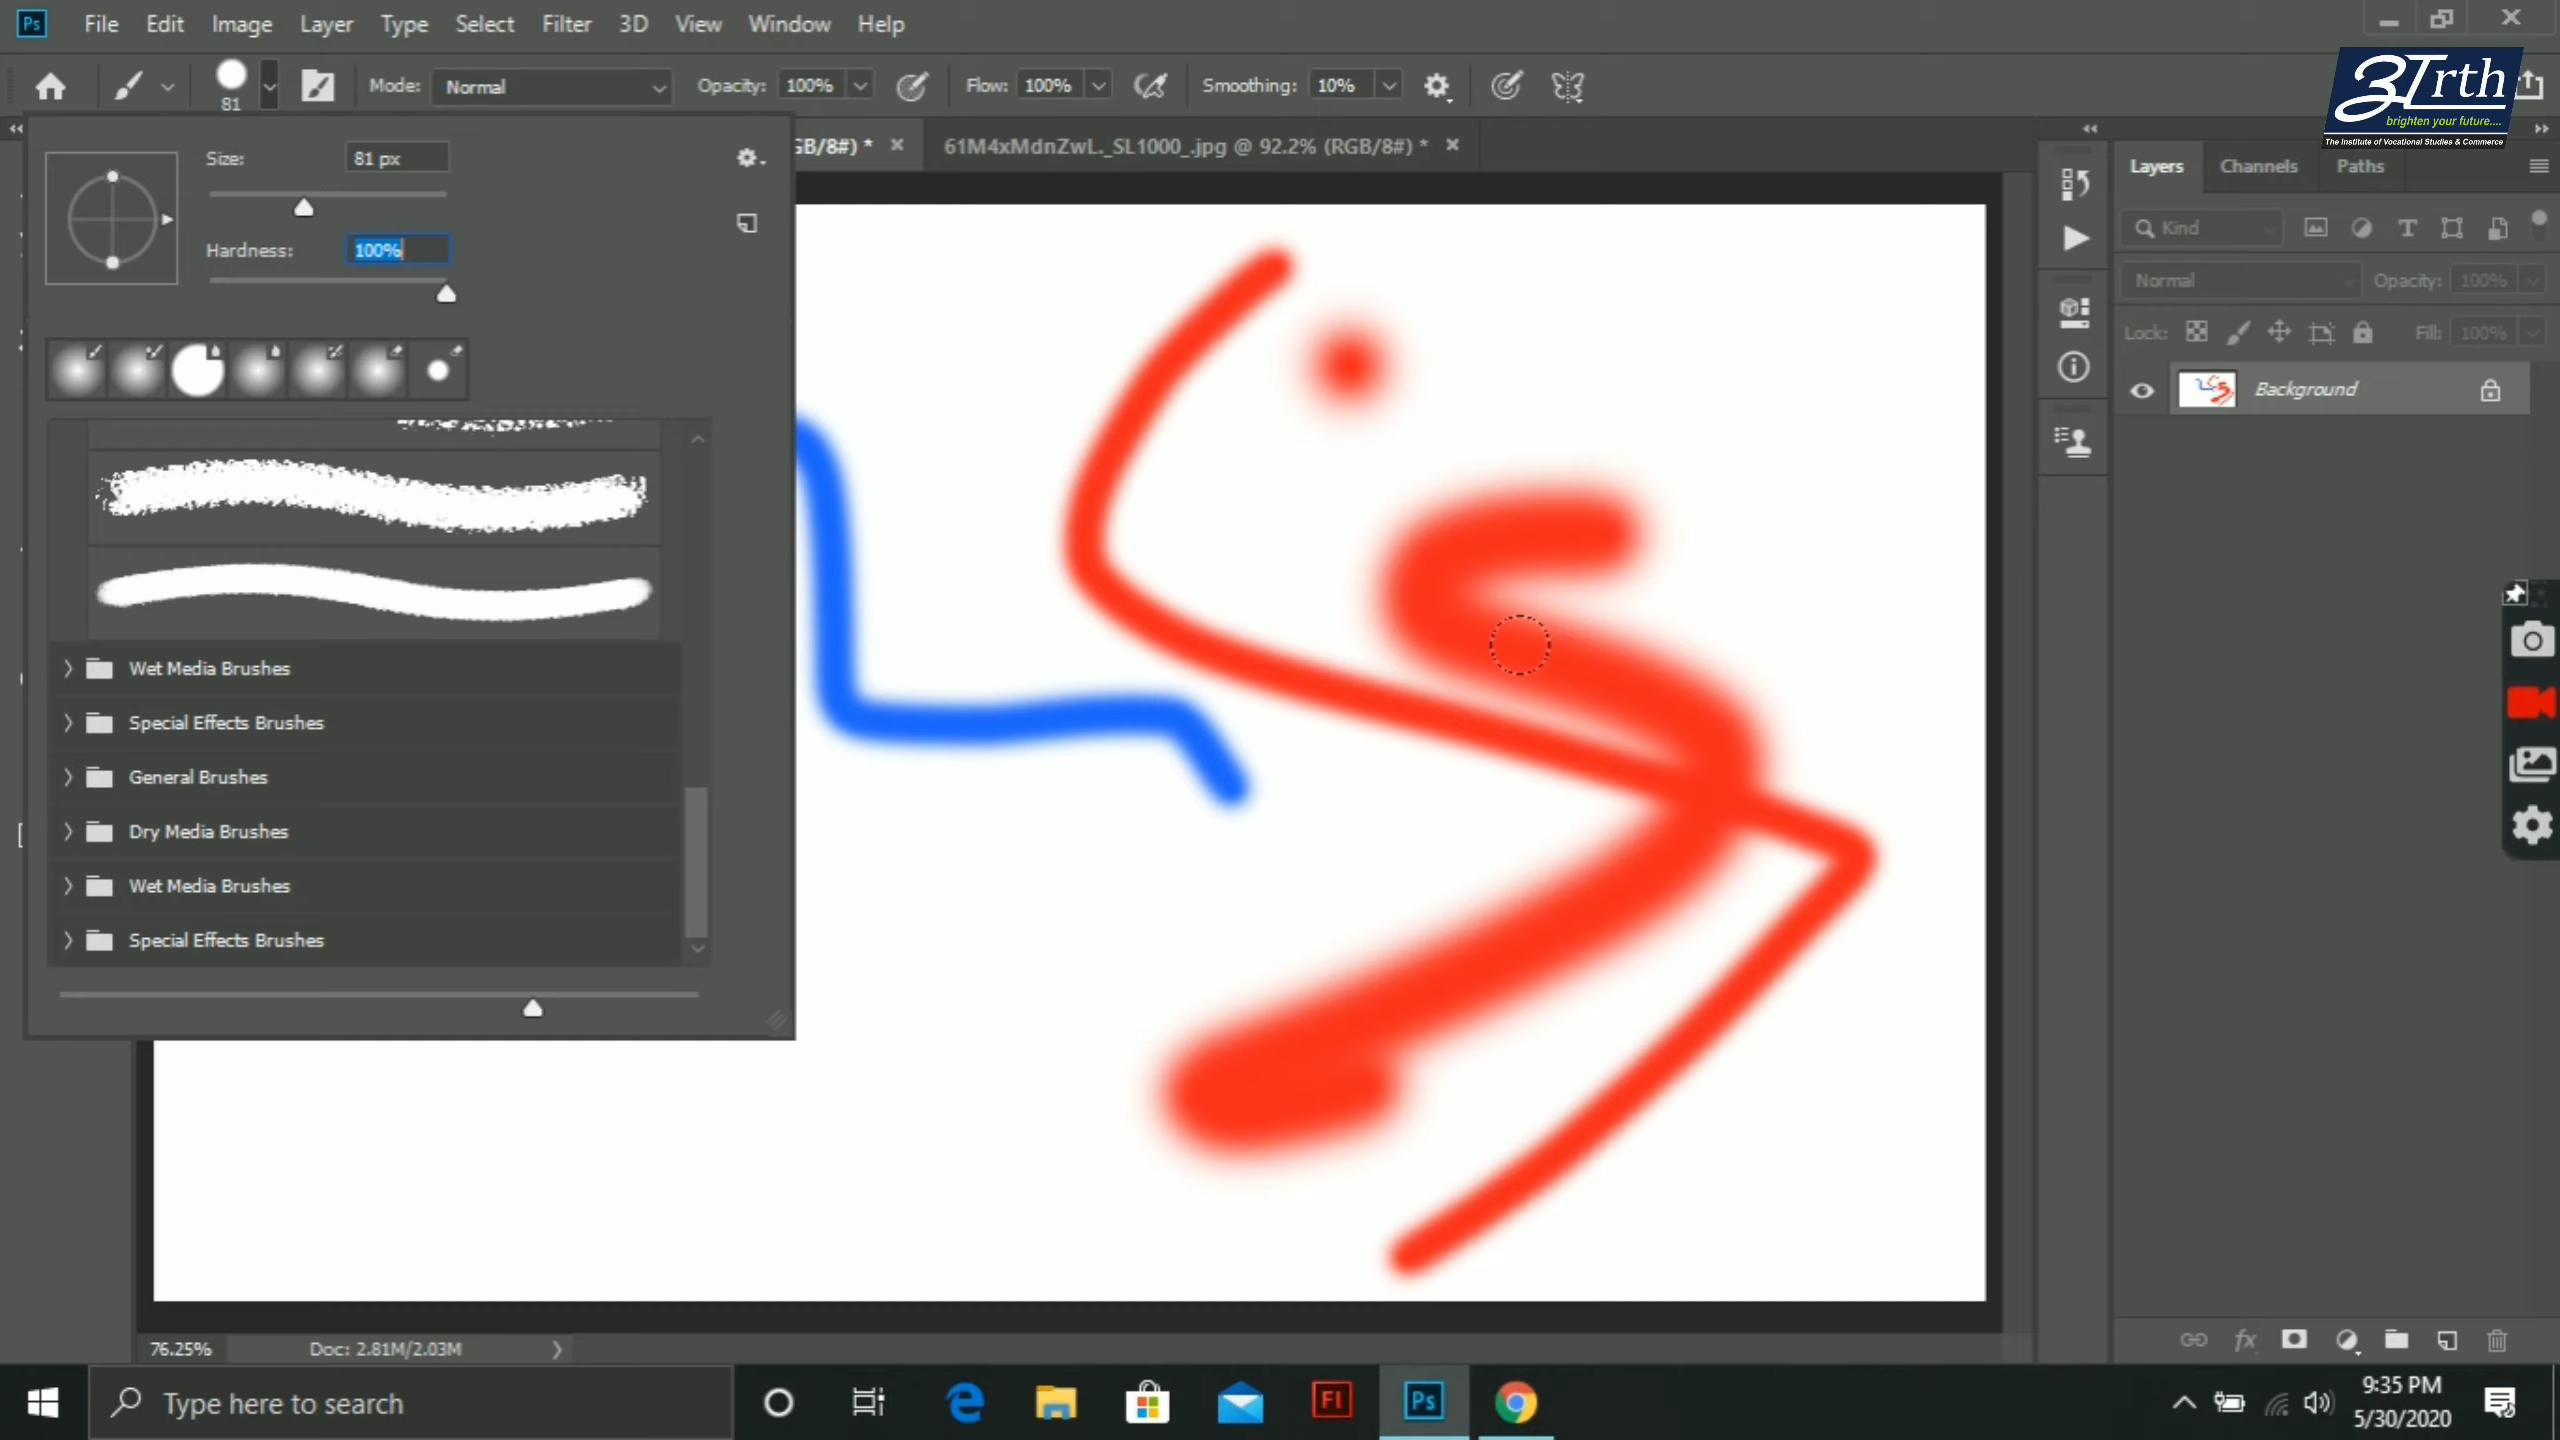 Ps File Edit Image Layer Type Select Filter 3D View Window Help
81 Mode: Normal Opacity: 100% Flow: 100% Smoothing: 10%
3Trth
brighten your future....
The Institute of Vocational Studies & Commerce
GB/8#) * 61M4xMdnZwL._SL1000_.jpg @ 92.2% (RGB/8#) *
Size: 81 px
Hardness: 100%
Wet Media Brushes
Special Effects Brushes
General Brushes
Dry Media Brushes
Wet Media Brushes
Special Effects Brushes
Layers Channels Paths
Kind
Normal Opacity: 100%
Lock: Fill: 100%
Background
76.25% Doc: 2.81M/2.03M
Type here to search
Fl Ps
9:35 PM
5/30/2020